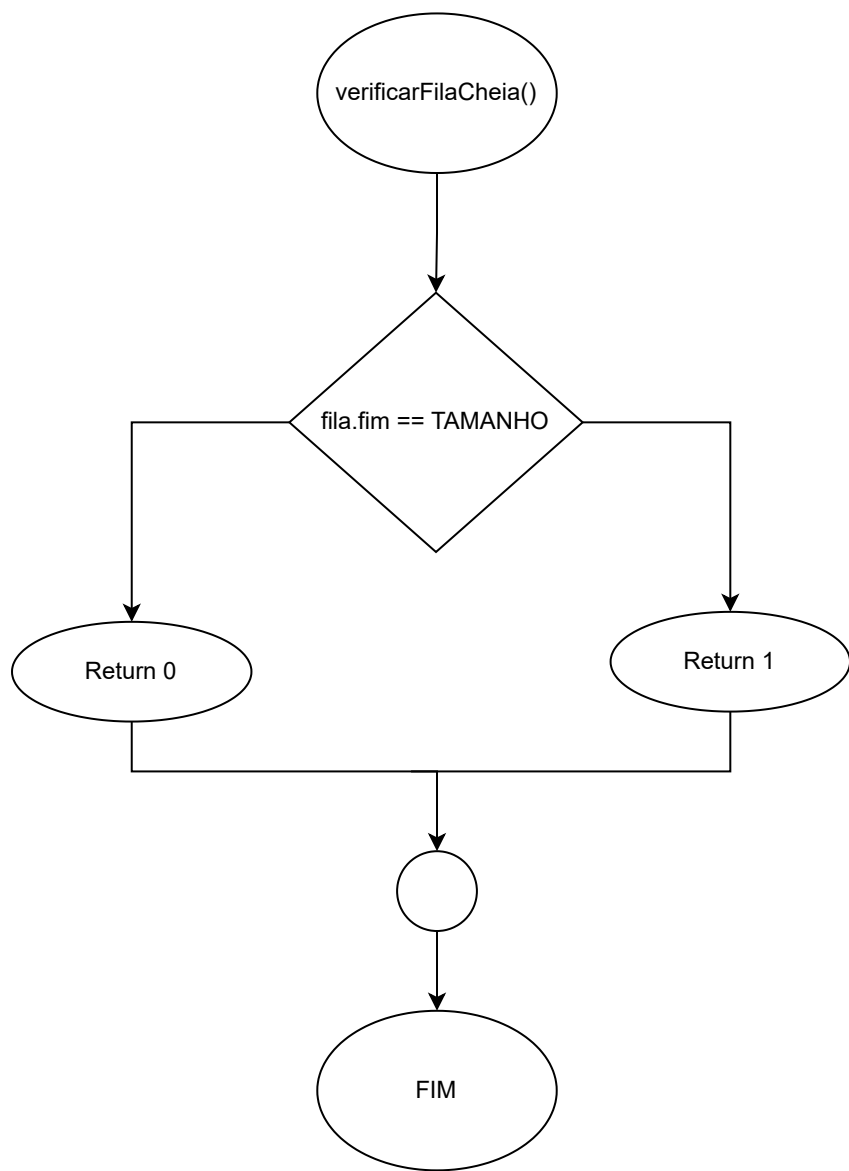 verificarFilaCheia()
fila.fim == TAMANHO
Return 0
Return 1
FIM